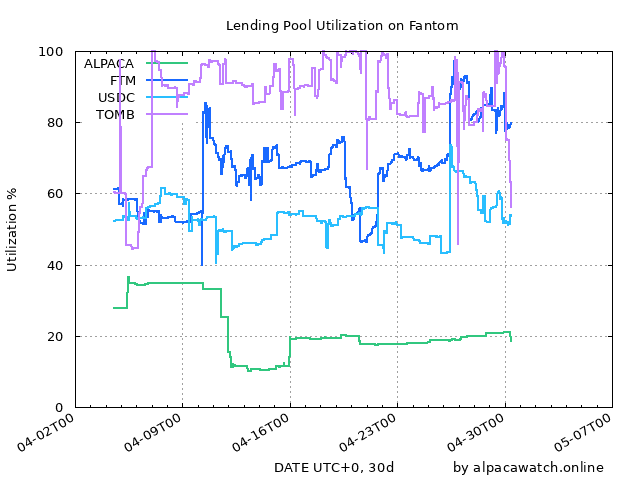 Lending Pool Utilization on Fantom
Utilization %
100
80
60
40
20
0
ALPACA
FTM
USDC
TOMB
04-02T00
04-09T00
04-16T00
04-23T00
04-30T00
05-07T00
DATE UTC+0, 30d
by alpacawatch.online